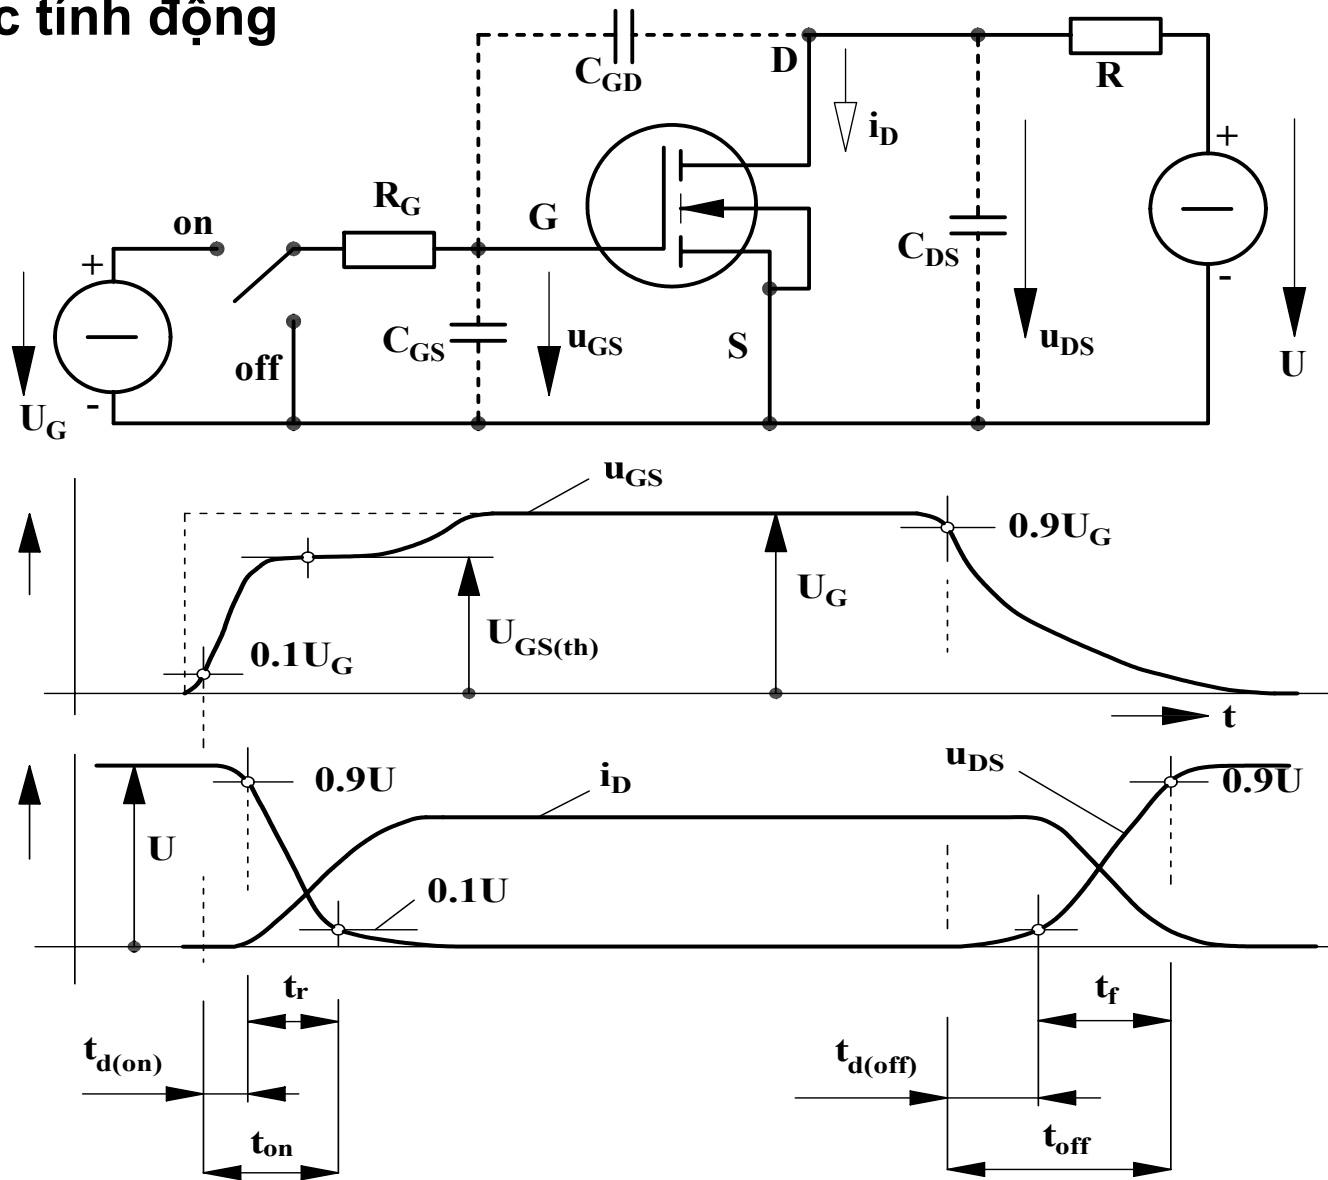 c tính động
C_GD
D
R
i_D
+
R_G
G
on
+
C_DS
-
C_GS
u_GS
S
u_DS
U
off
-
U_G
u_GS
0.9U_G
U_G
U_GS(th)
0.1U_G
t
u_DS
0.9U
i_D
0.9U
U
0.1U
t_r
t_f
t_d(on)
t_d(off)
t_on
t_off